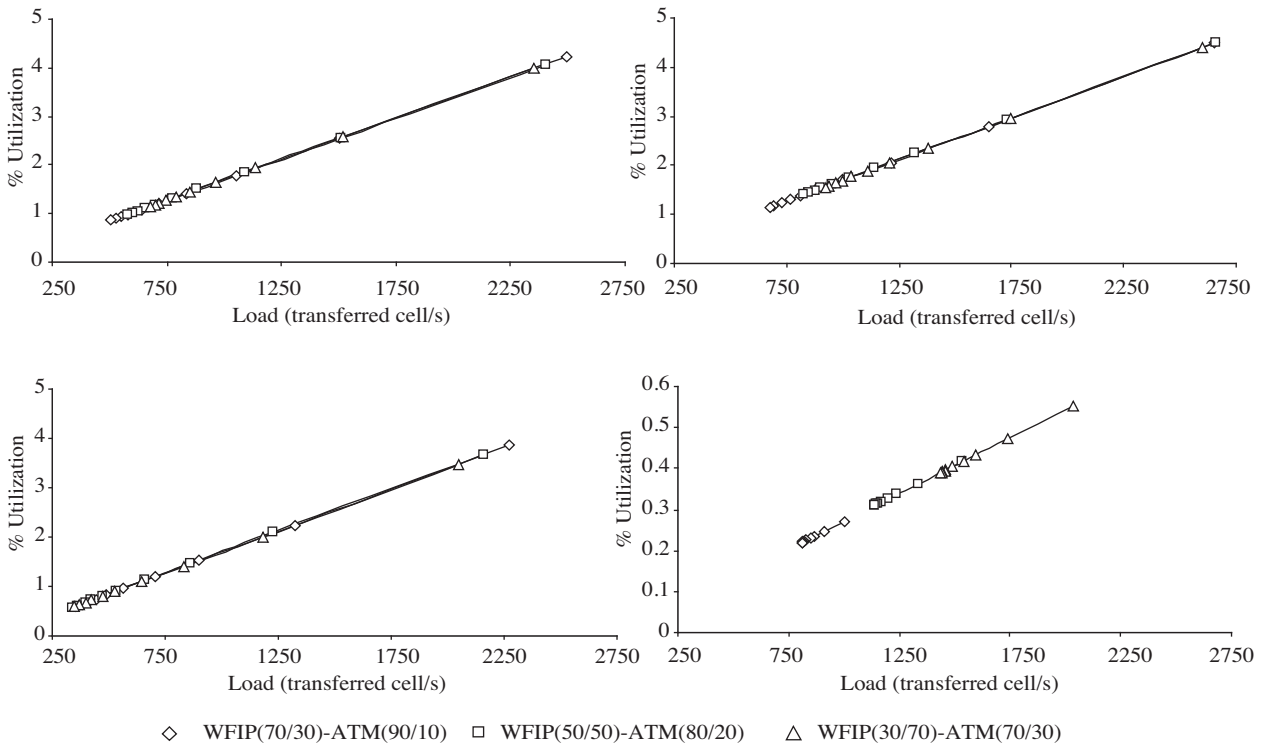 5
4
3
2
1
0
% Utilization
250 750 1250 1750 2250 2750
Load (transferred cell/s)
5
4
3
2
1
0
% Utilization
250 750 1250 1750 2250 2750
Load (transferred cell/s)
5
4
3
2
1
0
% Utilization
250 750 1250 1750 2250 2750
Load (transferred cell/s)
0.6
0.5
0.4
0.3
0.2
0.1
0
% Utilization
250 750 1250 1750 2250 2750
Load (transferred cell/s)
WFIP(70/30)-ATM(90/10) WFIP(50/50)-ATM(80/20) WFIP(30/70)-ATM(70/30)